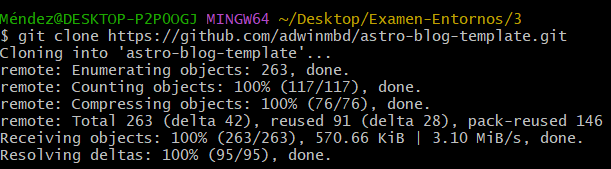 Méndez@DESKTOP-P2POOGJ MINGW64 ~/Desktop/Examen-Entornos/3
$ git clone https://github.com/adwinmbd/astro-blog-template.git
Cloning into 'astro-blog-template'...
remote: Enumerating objects: 263, done.
remote: Counting objects: 100% (117/117), done.
remote: Compressing objects: 100% (76/76), done.
remote: Total 263 (delta 42), reused 91 (delta 28), pack-reused 146
Receiving objects: 100% (263/263), 570.66 KiB | 3.10 MiB/s, done.
Resolving deltas: 100% (95/95), done.